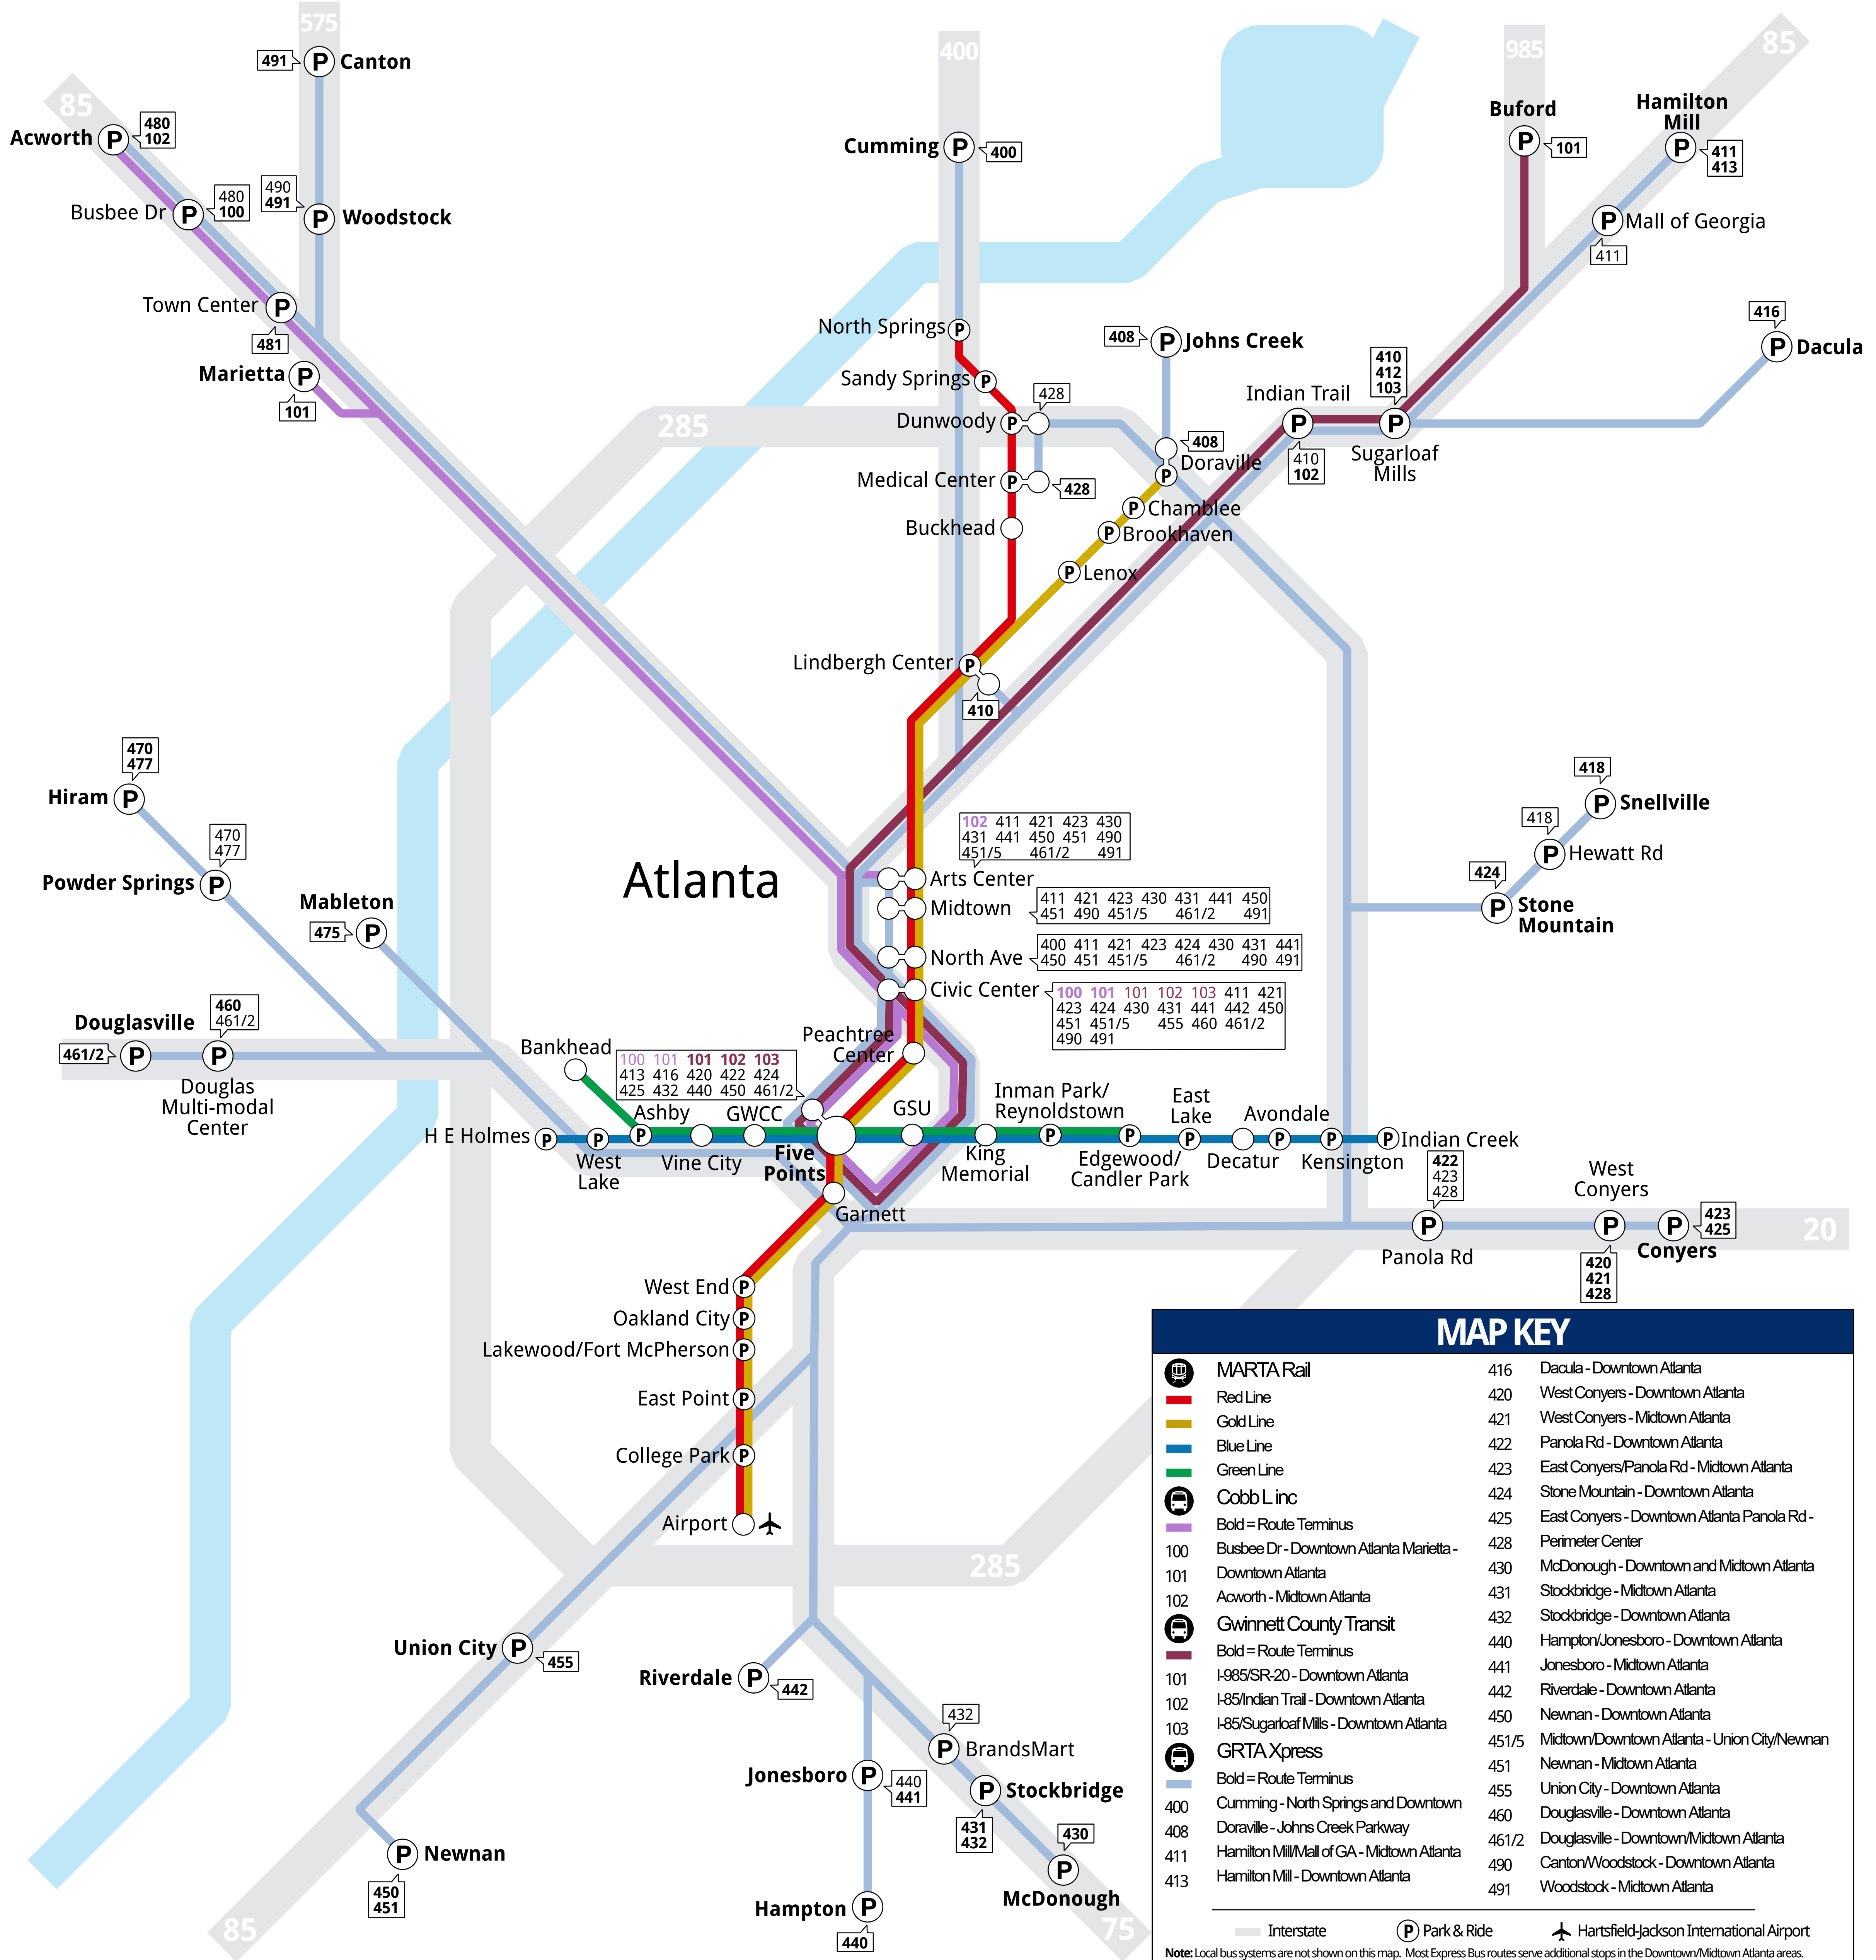 575
400
985
85
491
Canton
85
480
102
Acworth
Buford
101
Hamilton
Mill
411
413
Cumming
400
480
100
Busbee Dr
490
491
Woodstock
Mall of Georgia
411
Town Center
481
Marietta
101
North Springs
Sandy Springs
408
Johns Creek
416
Dacula
410
412
103
Indian Trail
410
102
Sugarloaf
Mills
285
Dunwoody
428
408
Doraville
Medical Center
428
Chamblee
Buckhead
Brookhaven
Lenox
Lindbergh Center
410
470
477
Hiram
418
Snellville
470
477
Powder Springs
418
Hewatt Rd
424
Stone
Mountain
Mableton
475
Atlanta
102 411 421 423 430
431 441 450 451 490
451/5 461/2 491
Arts Center
Midtown
411 421 423 430 431 441 450
451 490 451/5 461/2 491
North Ave
400 411 421 423 424 430 431 441
450 451 451/5 461/2 490 491
Civic Center
100 101 101 102 103 411 421
423 424 430 431 441 442 450
451 451/5 455 460 461/2
490 491
Douglasville
461/2
460
461/2
Douglas
Multi-modal
Center
Bankhead
100 101 101 102 103
413 416 420 422 424
425 432 440 450 461/2
Peachtree
Center
H E Holmes
West
Lake
Ashby
Vine City
GWCC
Five
Points
GSU
King
Memorial
Inman Park/
Reynoldstown
Edgewood/
Candler Park
East
Lake
Decatur
Avondale
Kensington
Indian Creek
422
423
428
Panola Rd
West
Conyers
420
421
428
423
425
Conyers
20
Garnett
West End
Oakland City
Lakewood/Fort McPherson
East Point
College Park
Airport
285
Union City
455
Riverdale
442
432
BrandsMart
Jonesboro
440
441
Stockbridge
431
432
430
McDonough
Newnan
450
451
Hampton
440
85
75
MAP KEY
MARTA Rail
Red Line
Gold Line
Blue Line
Green Line
Cobb Linc
Bold = Route Terminus
100 Busbee Dr - Downtown Atlanta Marietta -
101 Downtown Atlanta
102 Acworth - Midtown Atlanta
Gwinnett County Transit
Bold = Route Terminus
101 I-985/SR-20 - Downtown Atlanta
102 I-85/Indian Trail - Downtown Atlanta
103 I-85/Sugarloaf Mills - Downtown Atlanta
GRTA Xpress
Bold = Route Terminus
400 Cumming - North Springs and Downtown
408 Doraville - Johns Creek Parkway
411 Hamilton Mill/Mall of GA - Midtown Atlanta
413 Hamilton Mill - Downtown Atlanta
416 Dacula - Downtown Atlanta
420 West Conyers - Downtown Atlanta
421 West Conyers - Midtown Atlanta
422 Panola Rd - Downtown Atlanta
423 East Conyers/Panola Rd - Midtown Atlanta
424 Stone Mountain - Downtown Atlanta
425 East Conyers - Downtown Atlanta Panola Rd -
428 Perimeter Center
430 McDonough - Downtown and Midtown Atlanta
431 Stockbridge - Midtown Atlanta
432 Stockbridge - Downtown Atlanta
440 Hampton/Jonesboro - Downtown Atlanta
441 Jonesboro - Midtown Atlanta
442 Riverdale - Downtown Atlanta
450 Newnan - Downtown Atlanta
451/5 Midtown/Downtown Atlanta - Union City/Newnan
451 Newnan - Midtown Atlanta
455 Union City - Downtown Atlanta
460 Douglasville - Downtown Atlanta
461/2 Douglasville - Downtown/Midtown Atlanta
490 Canton/Woodstock - Downtown Atlanta
491 Woodstock - Midtown Atlanta
Interstate
P Park & Ride
Hartsfield-Jackson International Airport
Note: Local bus systems are not shown on this map. Most Express Bus routes serve additional stops in the Downtown/Midtown Atlanta areas.